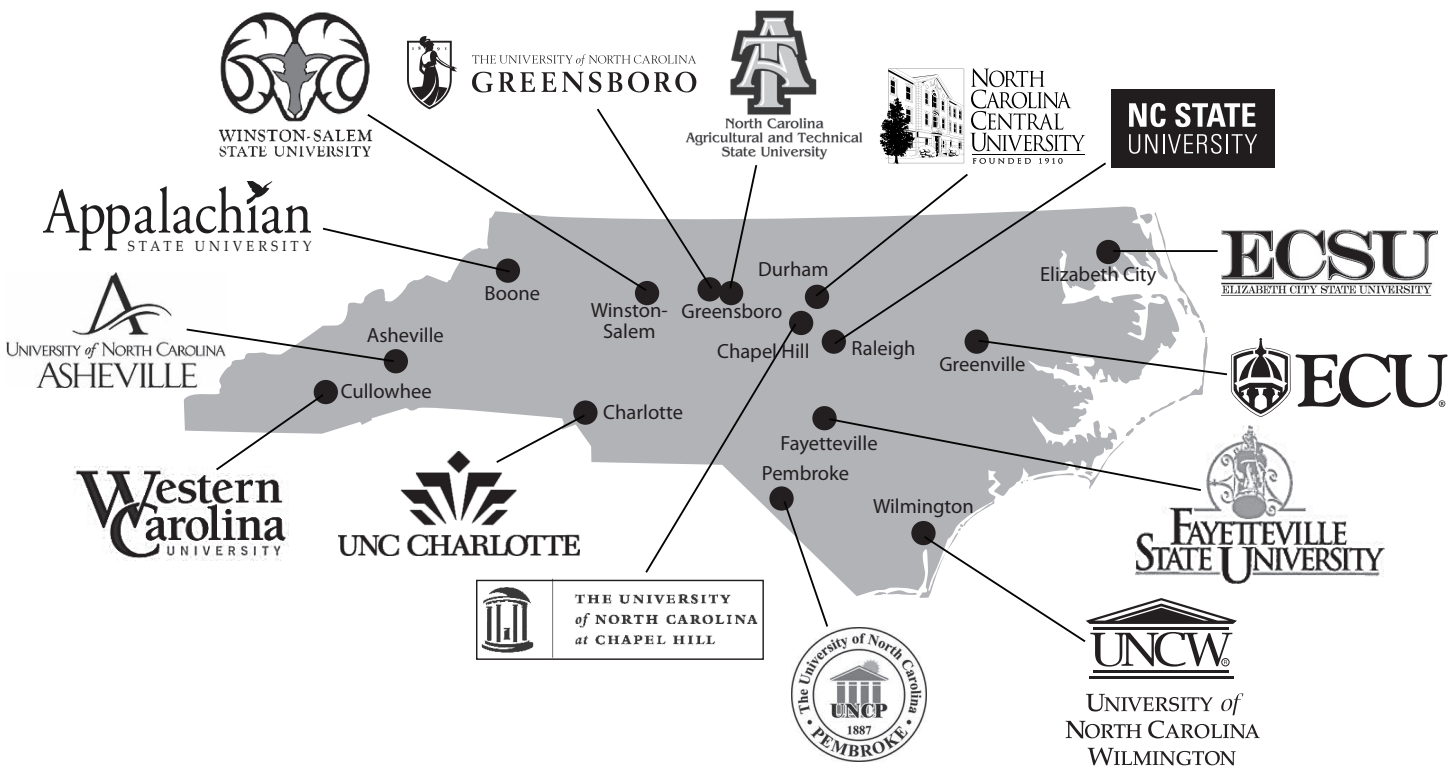 WINSTON-SALEM
STATE UNIVERSITY
THE UNIVERSITY of NORTH CAROLINA
GREENSBORO
North Carolina
Agricultural and Technical
State University
NORTH
CAROLINA
CENTRAL
UNIVERSITY
FOUNDED 1910
NC STATE
UNIVERSITY
Appalachian
STATE UNIVERSITY
ECSU
ELIZABETH CITY STATE UNIVERSITY
UNIVERSITY of NORTH CAROLINA
ASHEVILLE
Boone
Winston-
Salem
Greensboro
Durham
Chapel Hill
Raleigh
Elizabeth City
Greenville
Asheville
Cullowhee
Charlotte
Fayetteville
Pembroke
Wilmington
ECU®
Western
Carolina
UNIVERSITY
UNC CHARLOTTE
FAYETTEVILLE
STATE UNIVERSITY
THE UNIVERSITY
of NORTH CAROLINA
at CHAPEL HILL
The University of North Carolina
UNCP
1887
• PEMBROKE •
UNCW®
UNIVERSITY of
NORTH CAROLINA
WILMINGTON